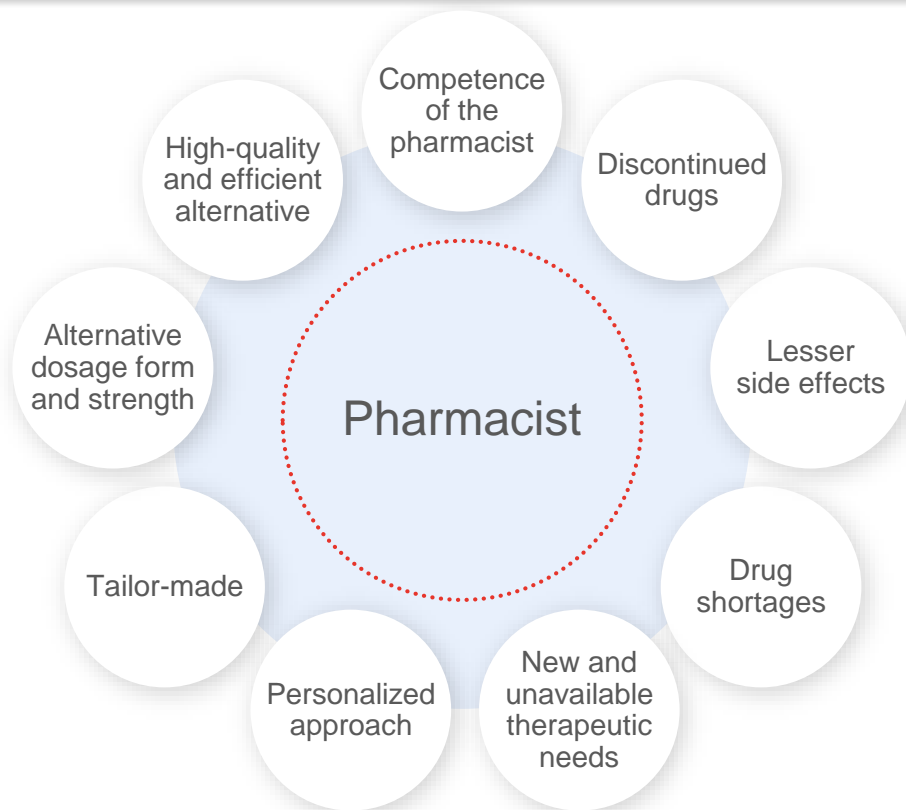 Competence
of the
pharmacist
Discontinued
drugs
Lesser
side effects
Drug
shortages
New and
unavailable
therapeutic
needs
Personalized
approach
Tailor-made
Alternative
dosage form
and strength
High-quality
and efficient
alternative
Pharmacist